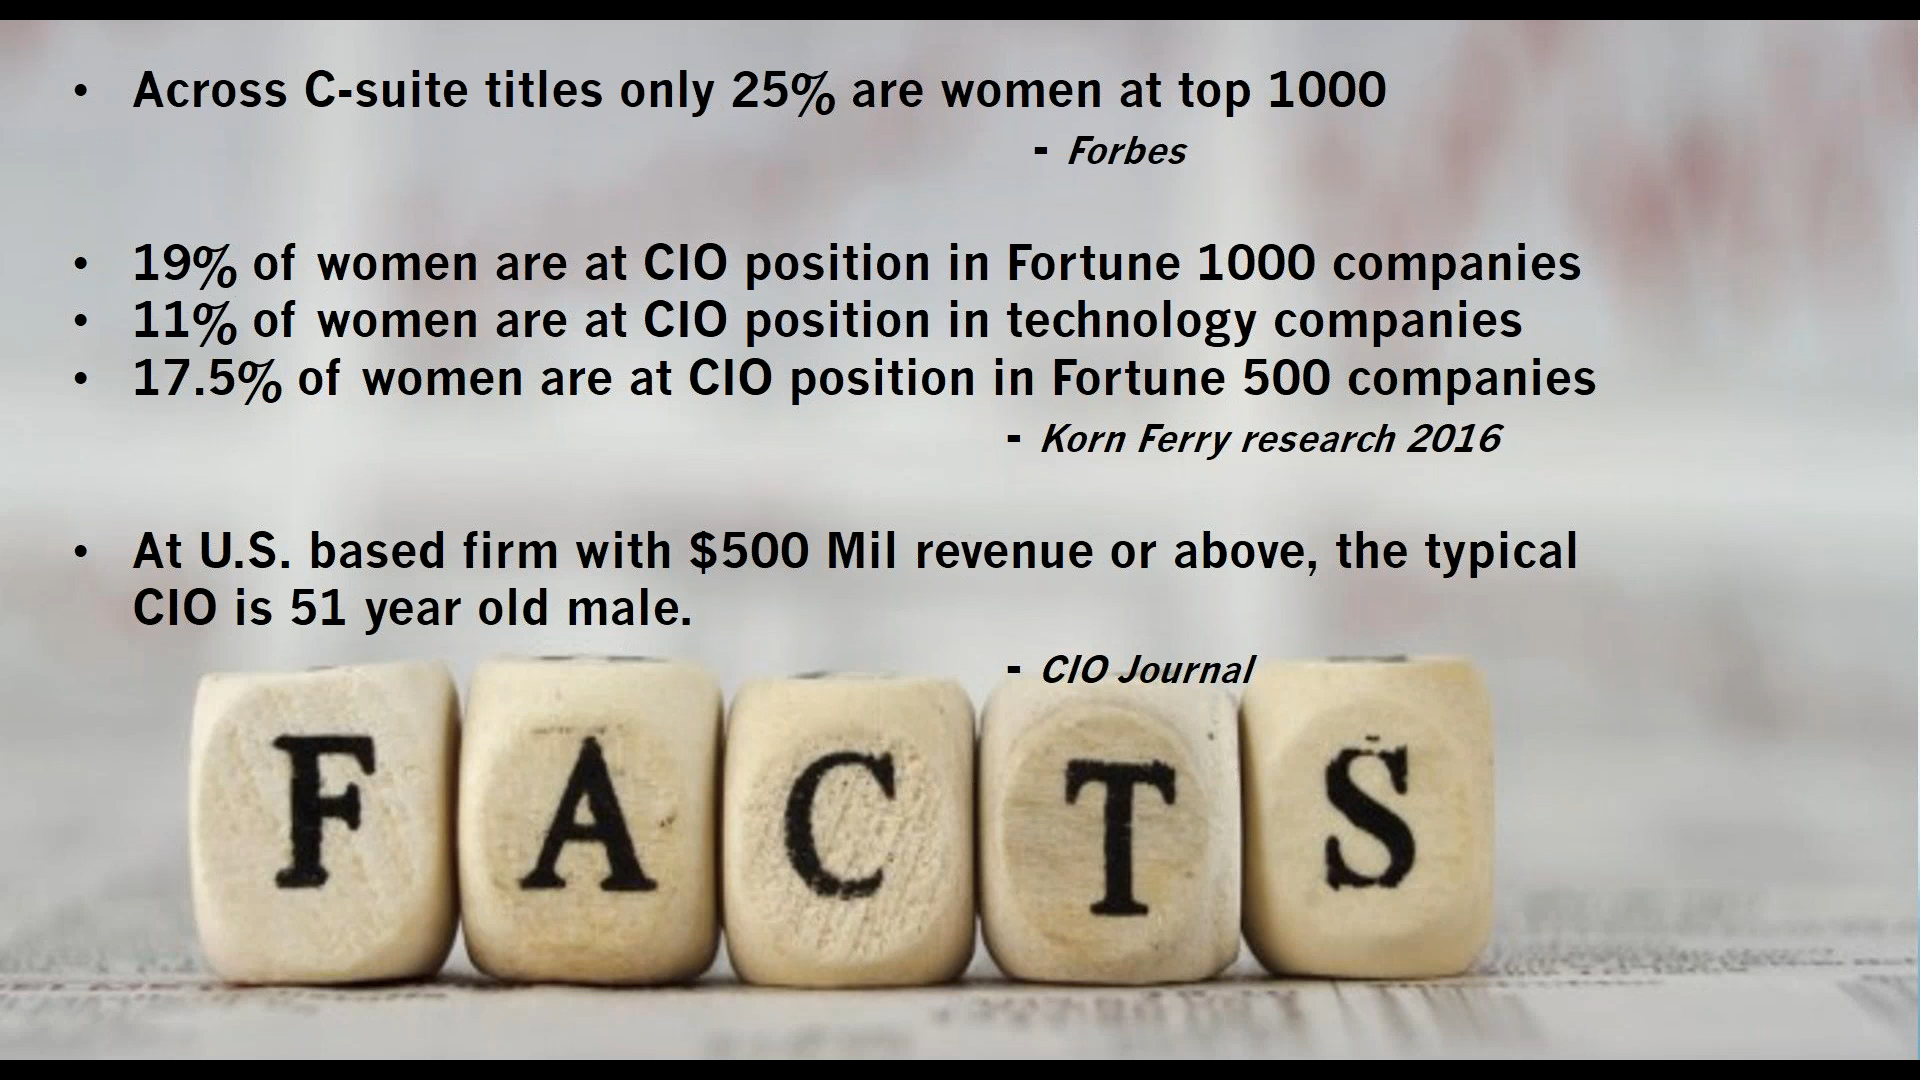 • Across C-suite titles only 25% are women at top 1000
- Forbes
• 19% of women are at CIO position in Fortune 1000 companies
• 11% of women are at CIO position in technology companies
• 17.5% of women are at CIO position in Fortune 500 companies
- Korn Ferry research 2016
• At U.S. based firm with $500 Mil revenue or above, the typical
CIO is 51 year old male.
- CIO Journal
FACTS